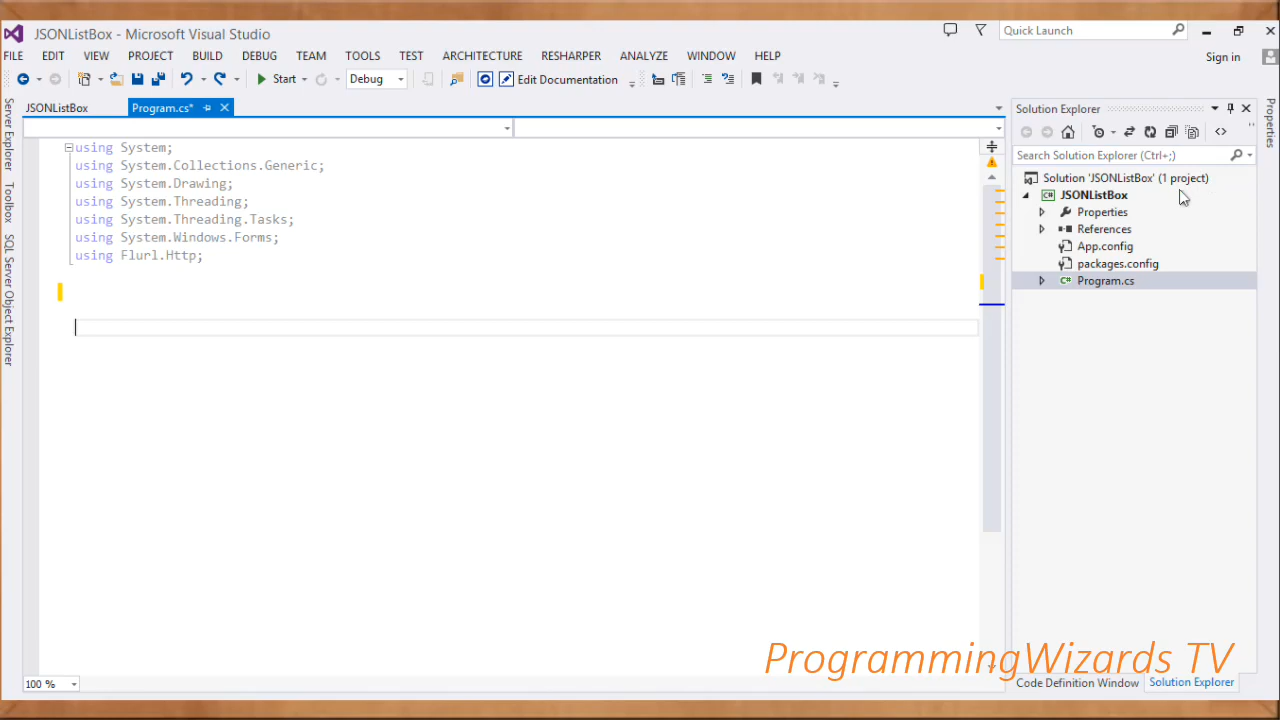 JSONListBox - Microsoft Visual Studio
Quick Launch
FILE EDIT VIEW PROJECT BUILD DEBUG TEAM TOOLS TEST ARCHITECTURE RESHARPER ANALYZE WINDOW HELP
Sign in
Start Debug Edit Documentation
Server Explorer
Toolbox
SQL Server Object Explorer
JSONListBox Program.cs*
using System;
using System.Collections.Generic;
using System.Drawing;
using System.Threading;
using System.Threading.Tasks;
using System.Windows.Forms;
using Flurl.Http;
100 %
Solution Explorer
Search Solution Explorer (Ctrl+;)
Solution 'JSONListBox' (1 project)
C# JSONListBox
Properties
References
App.config
packages.config
C# Program.cs
Properties
ProgrammingWizards TV
Code Definition Window Solution Explorer